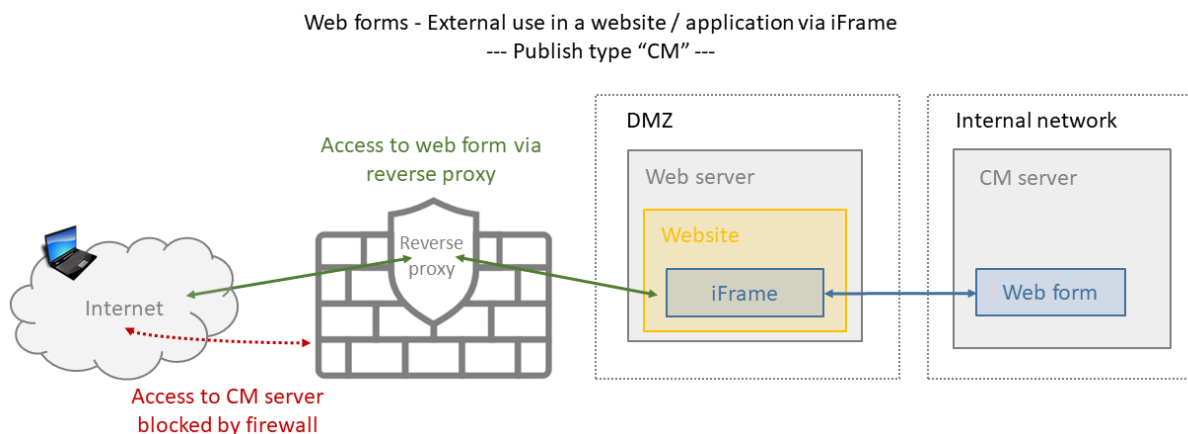 Web forms - External use in a website / application via iFrame
--- Publish type “CM” ---
DMZ
Internal network
Access to web form via
reverse proxy
Web server
CM server
Website
Reverse
proxy
Internet
iFrame
Web form
Access to CM server
blocked by firewall